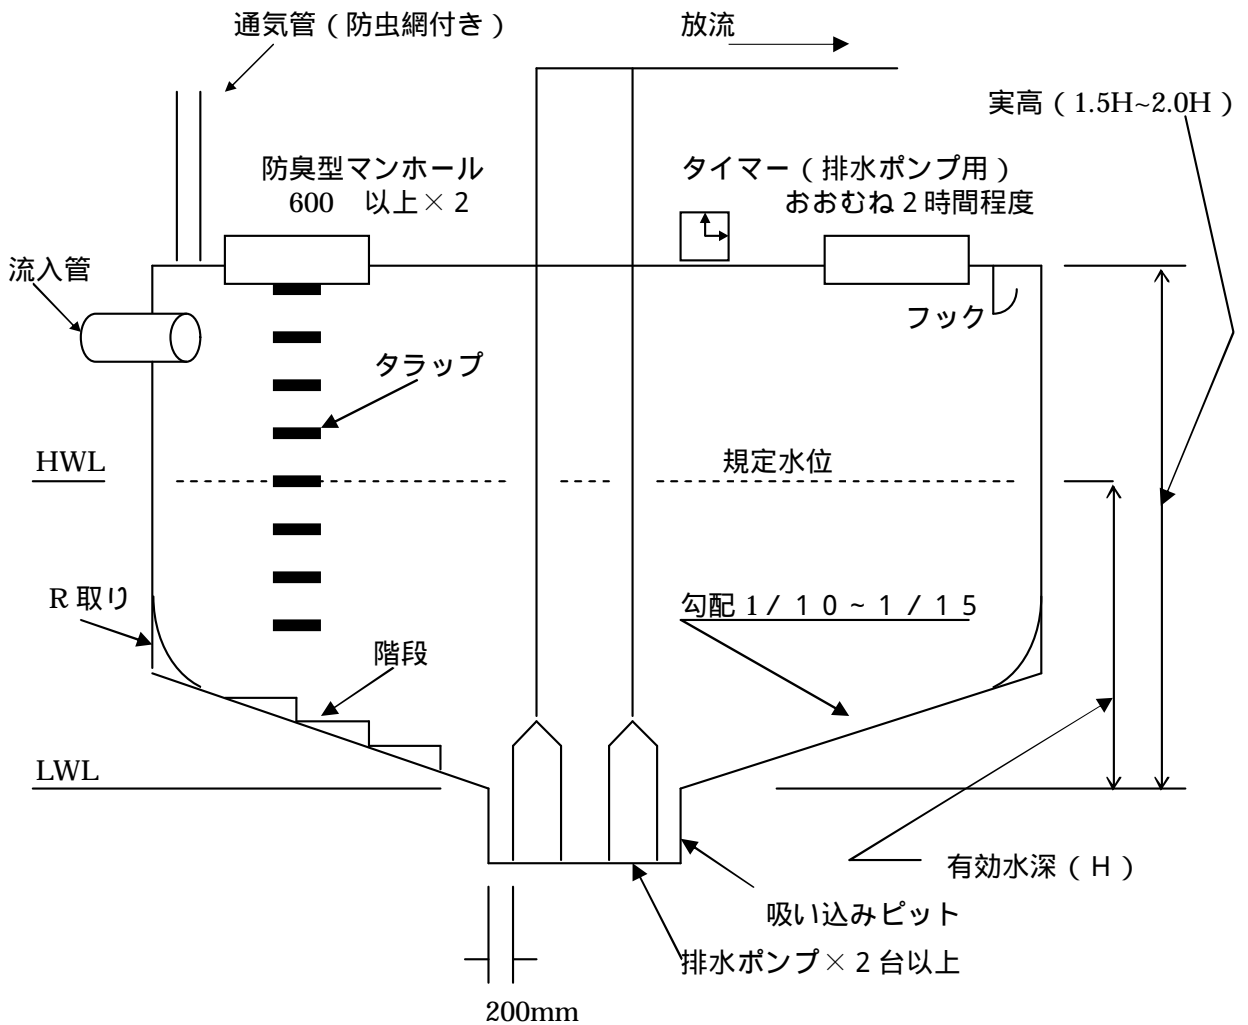 通気管(防虫網付き)
放流
実高(1.5H~2.0H)
防臭型マンホール
600　以上×2
タイマー(排水ポンプ用)
おおむね2時間程度
流入管
フック
タラップ
HWL
規定水位
R取り
勾配1/10~1/15
階段
LWL
有効水深(H)
吸い込みピット
排水ポンプ×2台以上
200mm